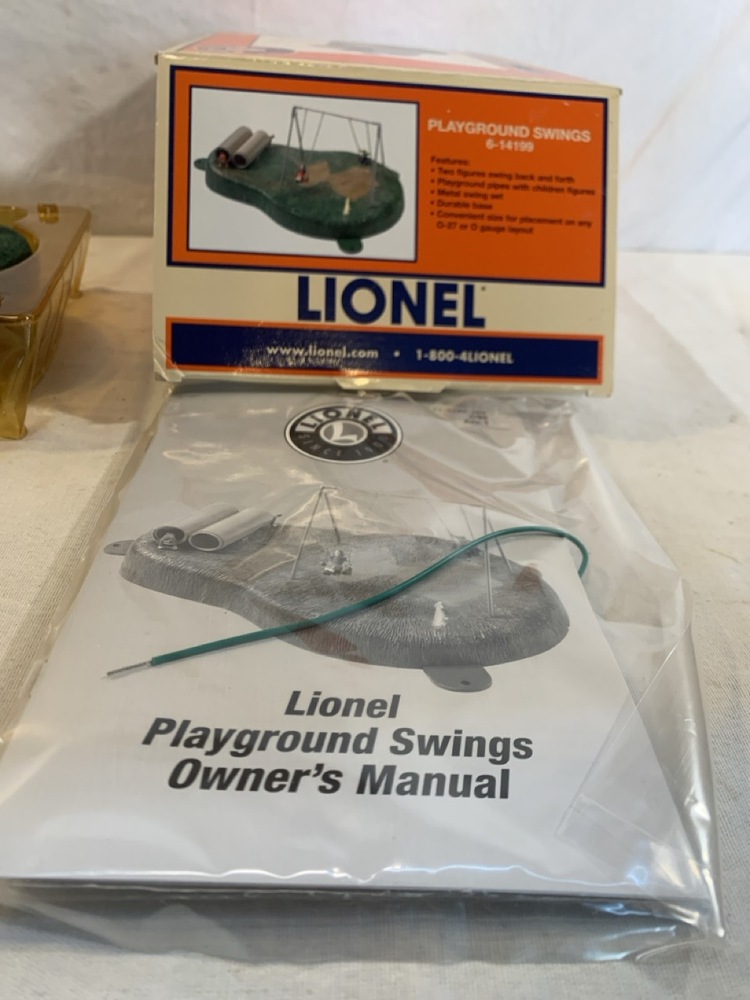 PLAYGROUND SWINGS
6-14199
Features:
• Two figures swing back and forth
• Playground pipes with children figures
• Metal swing set
• Durable base
• Convenient size for placement on any
O-27 or O gauge layout
LIONEL
www.lionel.com • 1-800-4LIONEL
LIONEL
L
SINCE 1900
Lionel
Playground Swings
Owner's Manual